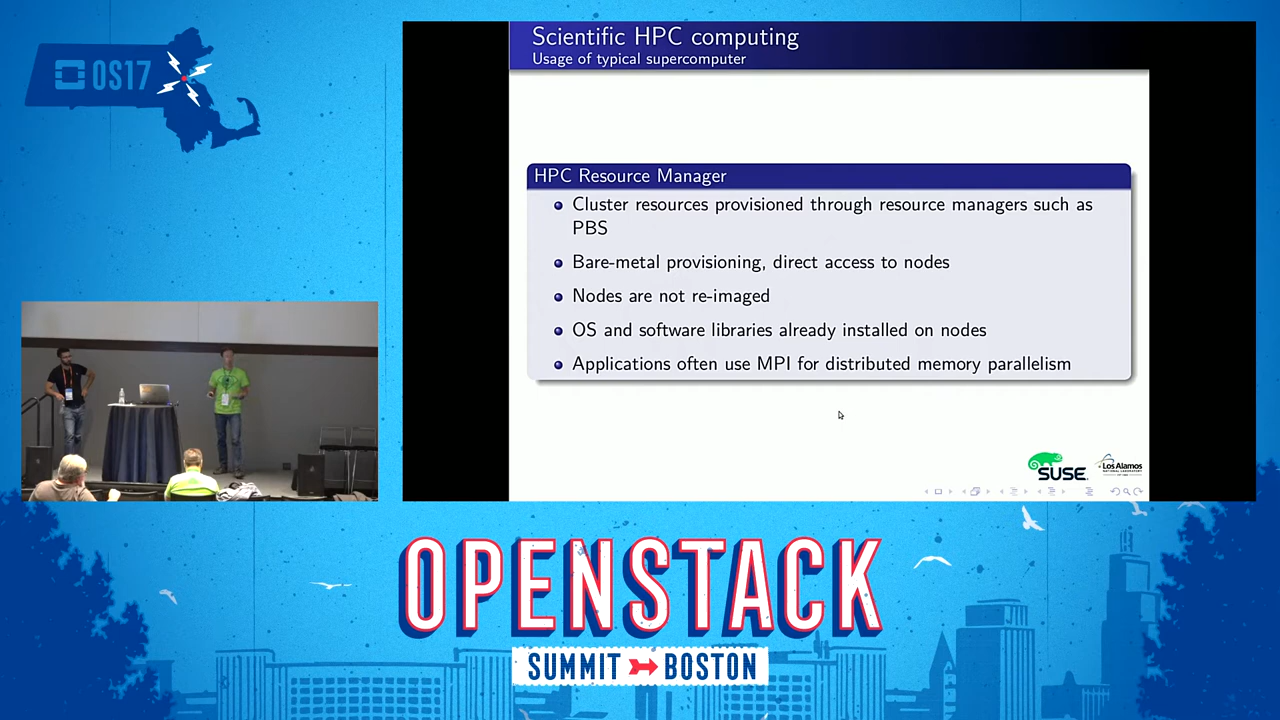 OS17
Scientific HPC computing
Usage of typical supercomputer
HPC Resource Manager
Cluster resources provisioned through resource managers such as
PBS
Bare-metal provisioning, direct access to nodes
Nodes are not re-imaged
OS and software libraries already installed on nodes
Applications often use MPI for distributed memory parallelism
SUSE
Los Alamos
OPENSTACK
SUMMIT BOSTON